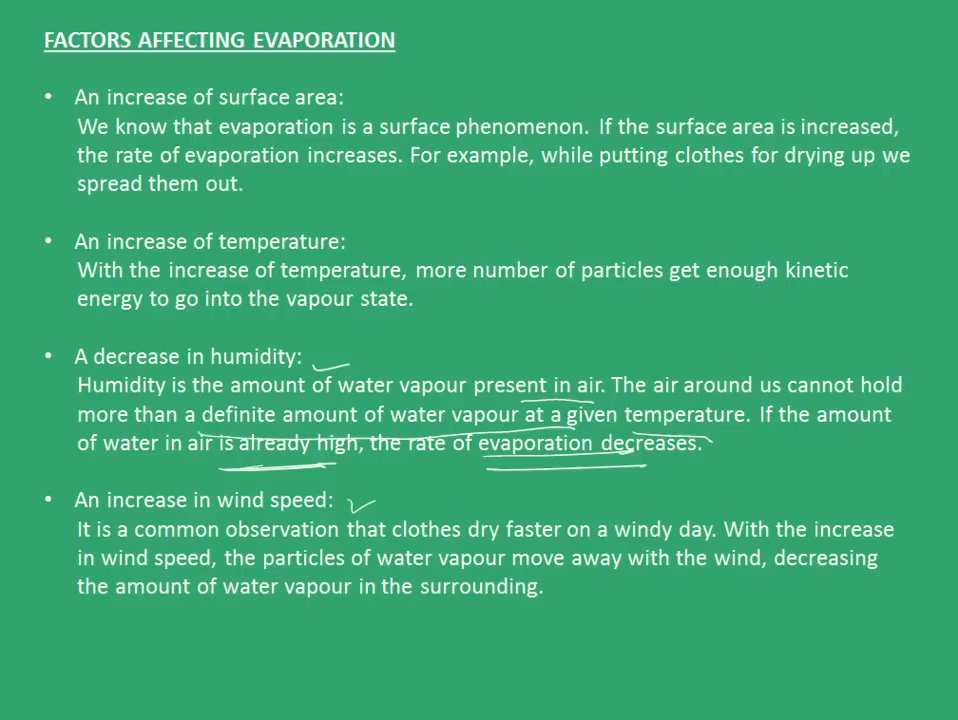 FACTORS AFFECTING EVAPORATION
• An increase of surface area:
We know that evaporation is a surface phenomenon. If the surface area is increased,
the rate of evaporation increases. For example, while putting clothes for drying up we
spread them out.
• An increase of temperature:
With the increase of temperature, more number of particles get enough kinetic
energy to go into the vapour state.
• A decrease in humidity:
Humidity is the amount of water vapour present in air. The air around us cannot hold
more than a definite amount of water vapour at a given temperature. If the amount
of water in air is already high, the rate of evaporation decreases.
• An increase in wind speed:
It is a common observation that clothes dry faster on a windy day. With the increase
in wind speed, the particles of water vapour move away with the wind, decreasing
the amount of water vapour in the surrounding.